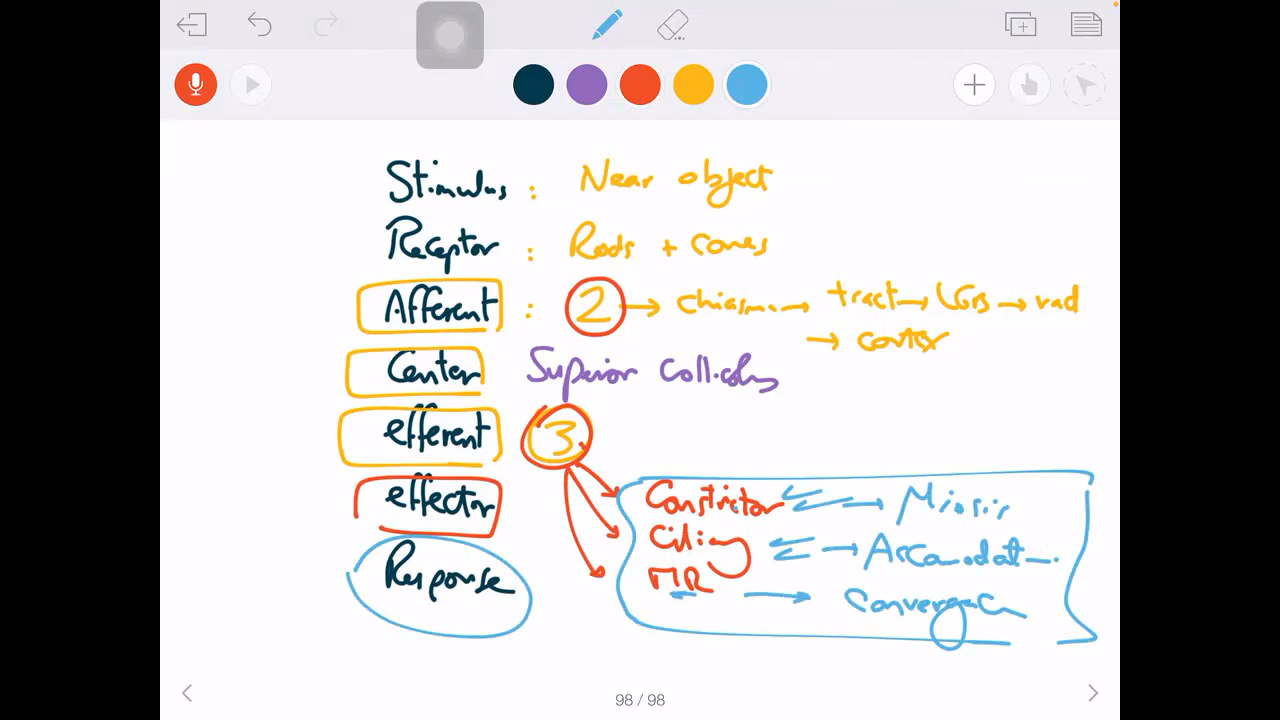 Stimulus : Near object
Receptor : Rods + cones
Afferent : 2 → chiasma → tract → LGB → rad
→ cortex
Center Superior Colliculus
efferent 3
effector Constrictor Miosis
Ciliary → Accomodation
MR → Convergence
Response
98 / 98